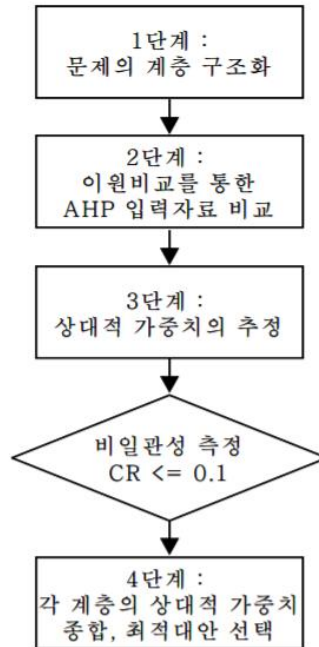 1단계 :
문제의 계층 구조화
2단계 :
이원비교를 통한
AHP 입력자료 비교
3단계 :
상대적 가중치의 추정
비일관성 측정
CR <= 0.1
4단계 :
각 계층의 상대적 가중치
종합, 최적대안 선택